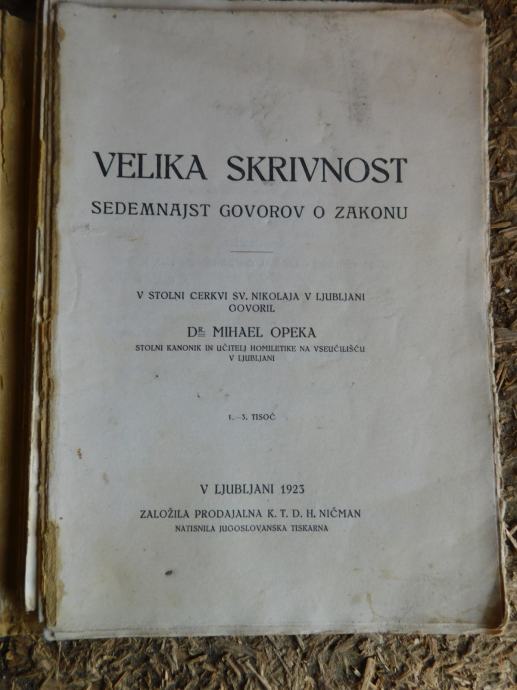 VELIKA SKRIVNOST
SEDEMNAJST GOVOROV O ZAKONU
V STOLNI CERKVI SV. NIKOLAJA V LJUBLJANI
GOVORIL
DR. MIHAEL OPEKA
STOLNI KANONIK IN UČITELJ HOMILETIKE NA VSEUČILIŠČU
V LJUBLJANI
1.–3. TISOČ
V LJUBLJANI 1923
ZALOŽILA PRODAJALNA K. T. D. H. NIČMAN
NATISNILA JUGOSLOVANSKA TISKARNA